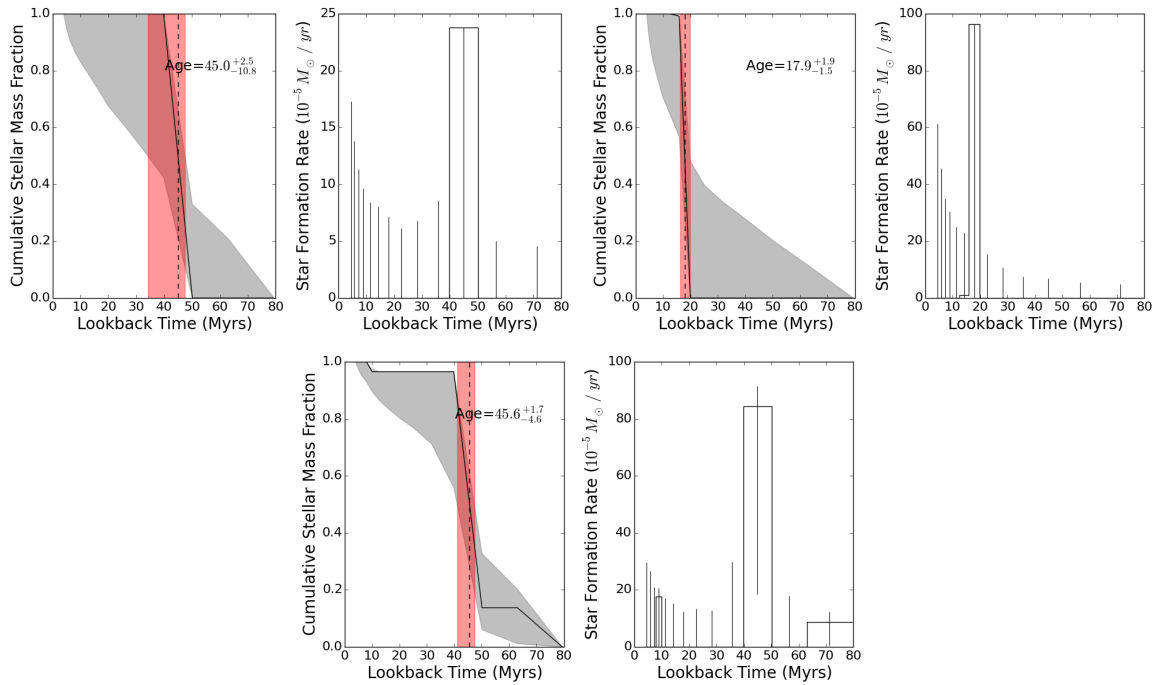 Cumulative Stellar Mass Fraction
1.0
0.8
0.6
0.4
0.2
0.0
Age=45.0^{+2.5}_{-10.8}
0 10 20 30 40 50 60 70 80
Lookback Time (Myrs)
Star Formation Rate (10^{-5} M_⊙ / yr)
25
20
15
10
5
0
0 10 20 30 40 50 60 70 80
Lookback Time (Myrs)
Cumulative Stellar Mass Fraction
1.0
0.8
0.6
0.4
0.2
0.0
Age=17.9^{+1.9}_{-1.5}
0 10 20 30 40 50 60 70 80
Lookback Time (Myrs)
Star Formation Rate (10^{-5} M_⊙ / yr)
100
80
60
40
20
0
0 10 20 30 40 50 60 70 80
Lookback Time (Myrs)
Cumulative Stellar Mass Fraction
1.0
0.8
0.6
0.4
0.2
0.0
Age=45.6^{+1.7}_{-4.6}
0 10 20 30 40 50 60 70 80
Lookback Time (Myrs)
Star Formation Rate (10^{-5} M_⊙ / yr)
100
80
60
40
20
0
0 10 20 30 40 50 60 70 80
Lookback Time (Myrs)